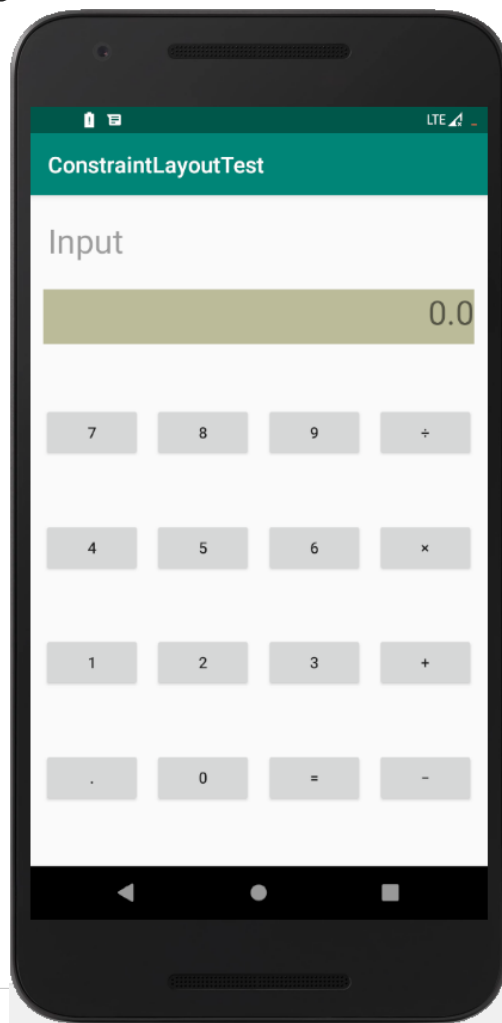 LTE
ConstraintLayoutTest
Input
0.0
7 8 9 ÷
4 5 6 ×
1 2 3 +
. 0 = −